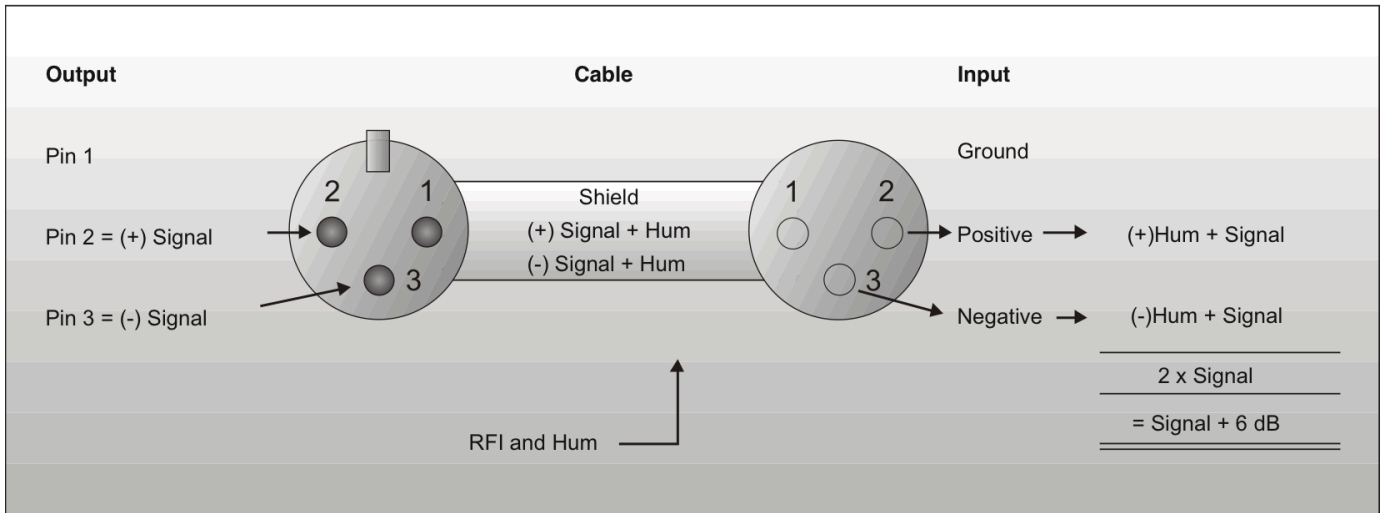 Output
Cable
Input
Pin 1
Ground
2
1
Shield
1
2
Pin 2 = (+) Signal
(+) Signal + Hum
Positive
(+)Hum + Signal
(-) Signal + Hum
3
3
Pin 3 = (-) Signal
Negative
(-)Hum + Signal
2 x Signal
= Signal + 6 dB
RFI and Hum